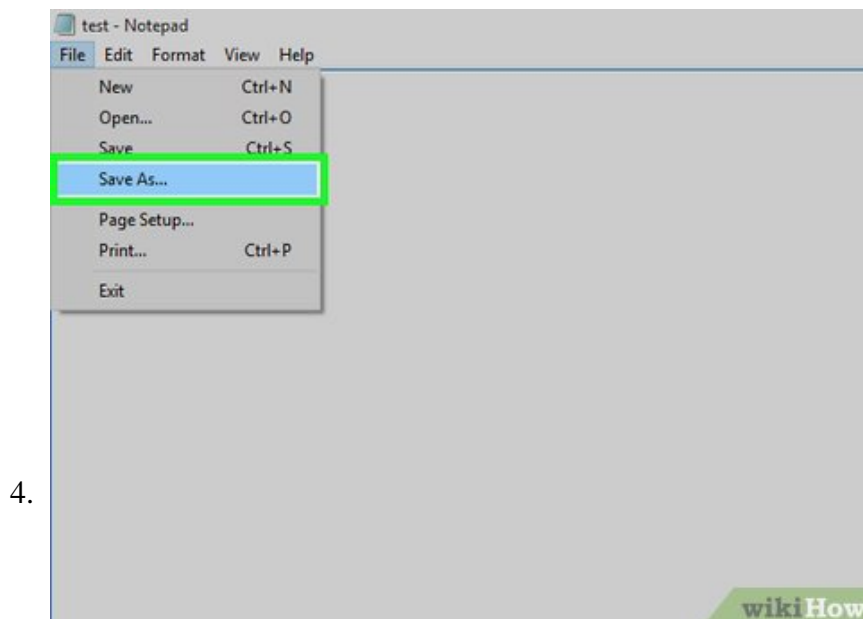 test - Notepad
File Edit Format View Help
New Ctrl+N
Open... Ctrl+O
Save Ctrl+S
Save As...
Page Setup...
Print... Ctrl+P
Exit
4.
wikiHow